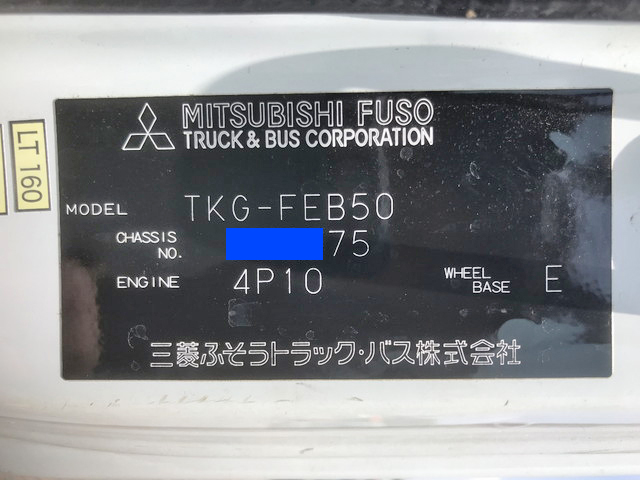 MITSUBISHI FUSO
TRUCK & BUS CORPORATION
LT 160
MODEL TKG-FEB50
CHASSIS NO. 75
ENGINE 4P10 WHEEL BASE E
三菱ふそうトラック・バス株式会社